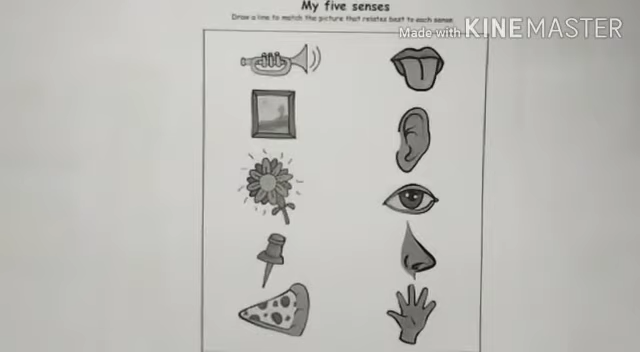 My five senses
Draw a line to match the picture that relates best to each sense
Made with KINEMASTER